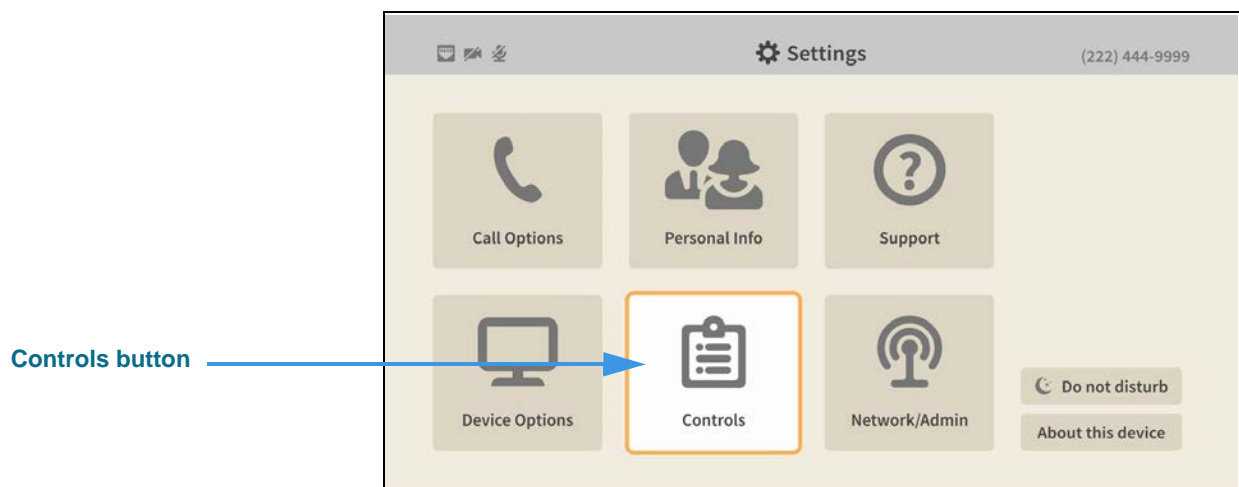 Settings
(222) 444-9999
Call Options
Personal Info
Support
Controls button
Device Options
Controls
Network/Admin
Do not disturb
About this device